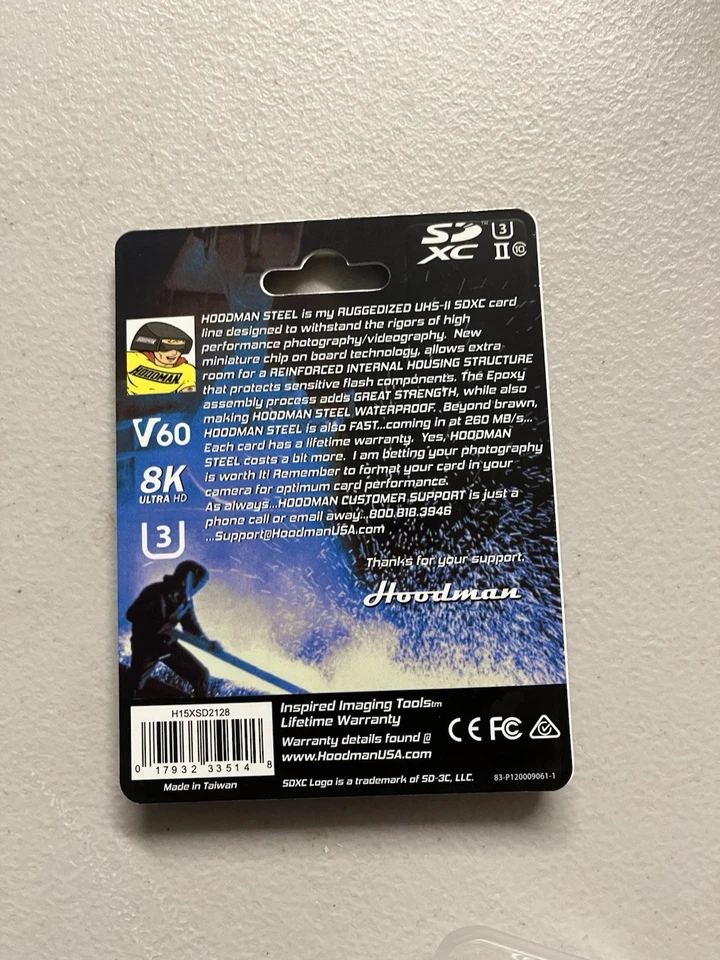 SD™ 3
XC II 10
HOODMAN STEEL is my RUGGEDIZED UHS-II SDXC card
line designed to withstand the rigors of high
performance photography/videography. New
miniature chip on board technology, allows extra
room for a REINFORCED INTERNAL HOUSING STRUCTURE
that protects sensitive flash components. The Epoxy
assembly process adds GREAT STRENGTH, while also
making HOODMAN STEEL WATERPROOF. Beyond brawn,
HOODMAN STEEL is also FAST...coming in at 260 MB/s...
Each card has a lifetime warranty. Yes, HOODMAN
STEEL costs a bit more. I am betting your photography
is worth it! Remember to format your card in your
camera for optimum card performance.
As always...HOODMAN CUSTOMER SUPPORT is just a
phone call or email away...800.818.3946
...Support@HoodmanUSA.com
Thanks for your support.
Hoodman
HOODMAN
V60
8K
ULTRA HD
3
H15XSD2128
0 17932 33514 8
Made in Taiwan
Inspired Imaging Tools™
Lifetime Warranty
Warranty details found @
www.HoodmanUSA.com
CE FC
SDXC Logo is a trademark of SD-3C, LLC.
83-P120009061-1